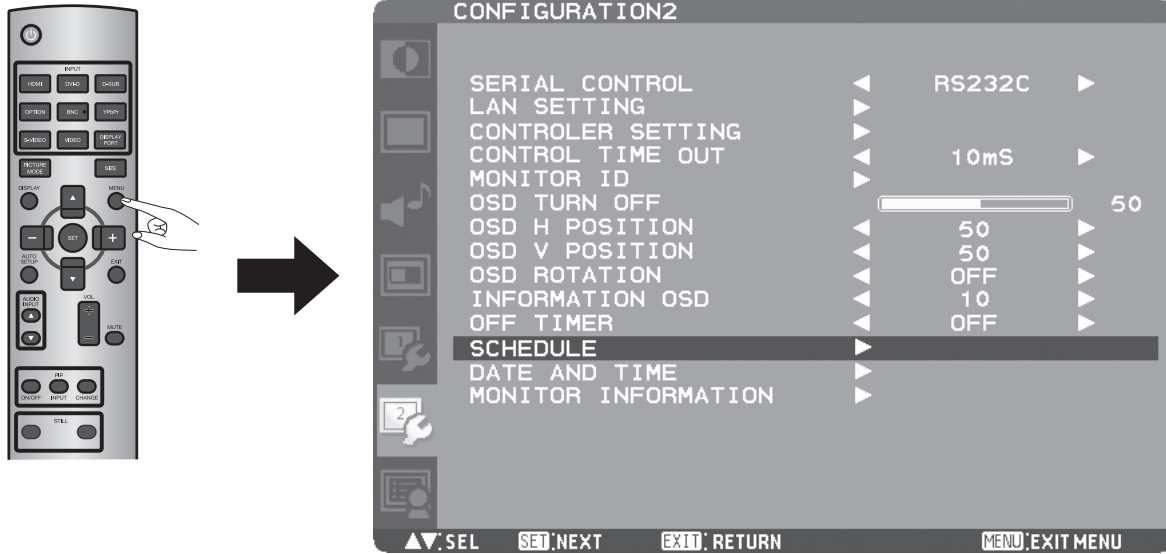 INPUT
HDMI DVI-D D-SUB
OPTION BNC YPbPr
S-VIDEO VIDEO DISPLAY PORT
PICTURE MODE SIZE
DISPLAY MENU
SET
AUTO SETUP EXIT
AUDIO INPUT VOL
MUTE
PIP
ON/OFF INPUT CHANGE
STILL
CONFIGURATION2
SERIAL CONTROL ◀ RS232C ▶
LAN SETTING ▶
CONTROLER SETTING ▶
CONTROL TIME OUT ◀ 10mS ▶
MONITOR ID ▶
OSD TURN OFF 50
OSD H POSITION ◀ 50 ▶
OSD V POSITION ◀ 50 ▶
OSD ROTATION ◀ OFF ▶
INFORMATION OSD ◀ 10 ▶
OFF TIMER ◀ OFF ▶
SCHEDULE ▶
DATE AND TIME ▶
MONITOR INFORMATION ▶
1
2
▲▼:SEL SET:NEXT EXIT: RETURN MENU:EXIT MENU